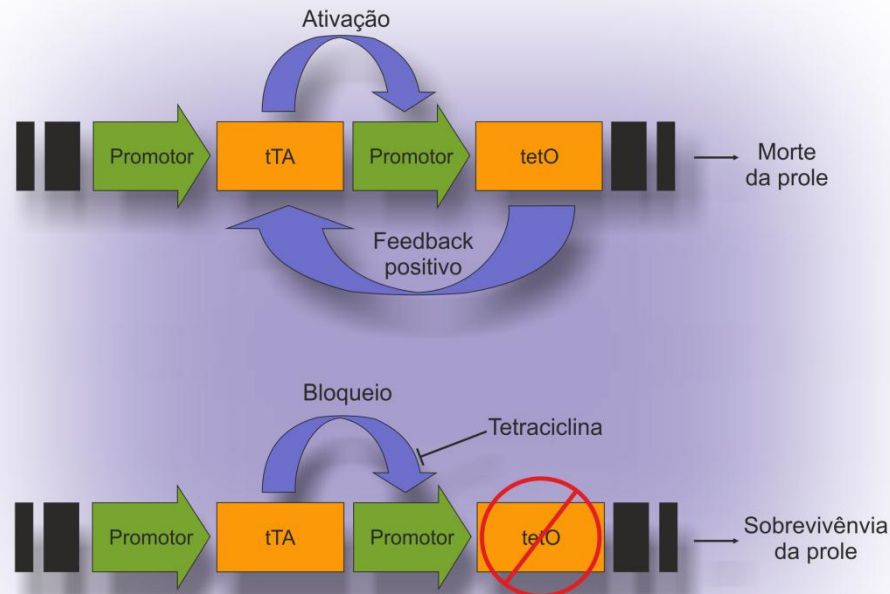 Ativação
Promotor
tTA
Promotor
tetO
Morte
da prole
Feedback
positivo
Bloqueio
Tetraciclina
Promotor
tTA
Promotor
tetO
Sobrevivênvia
da prole